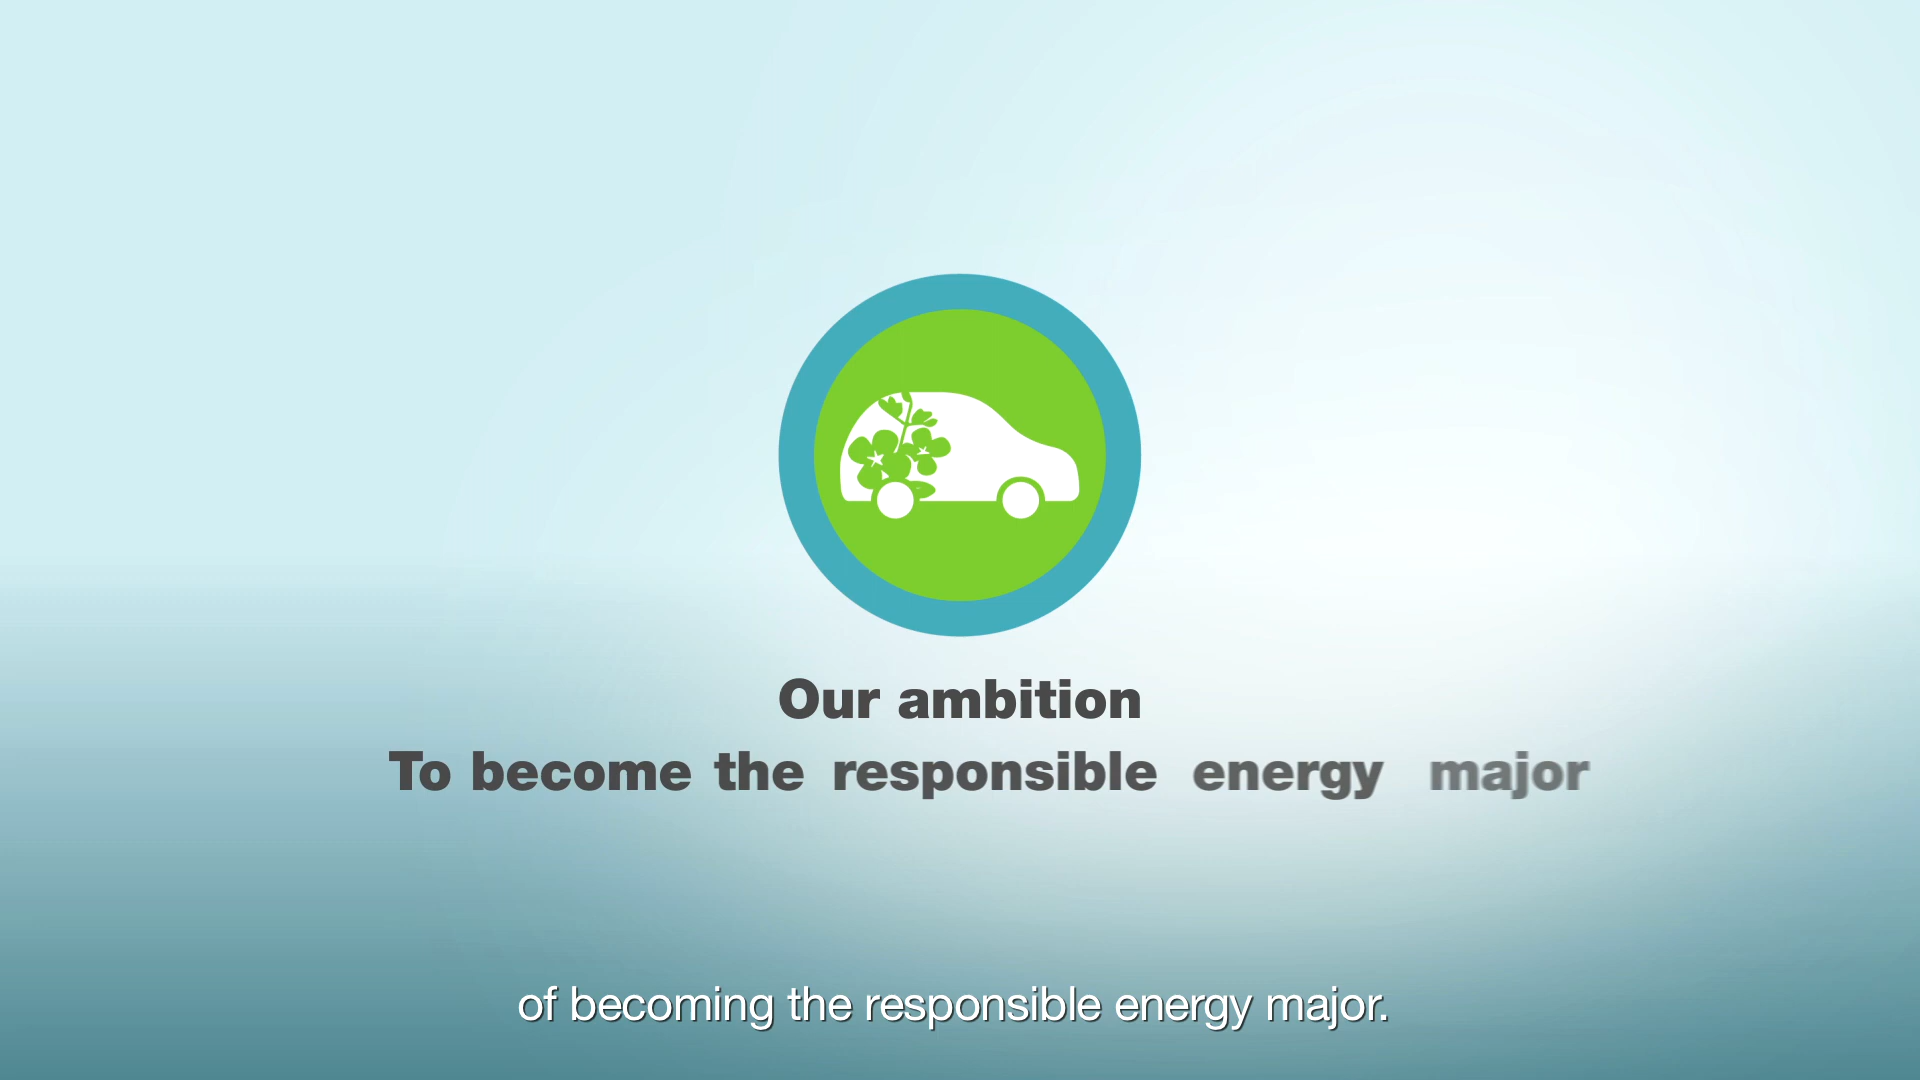 Our ambition
To become the responsible energy major
of becoming the responsible energy major.